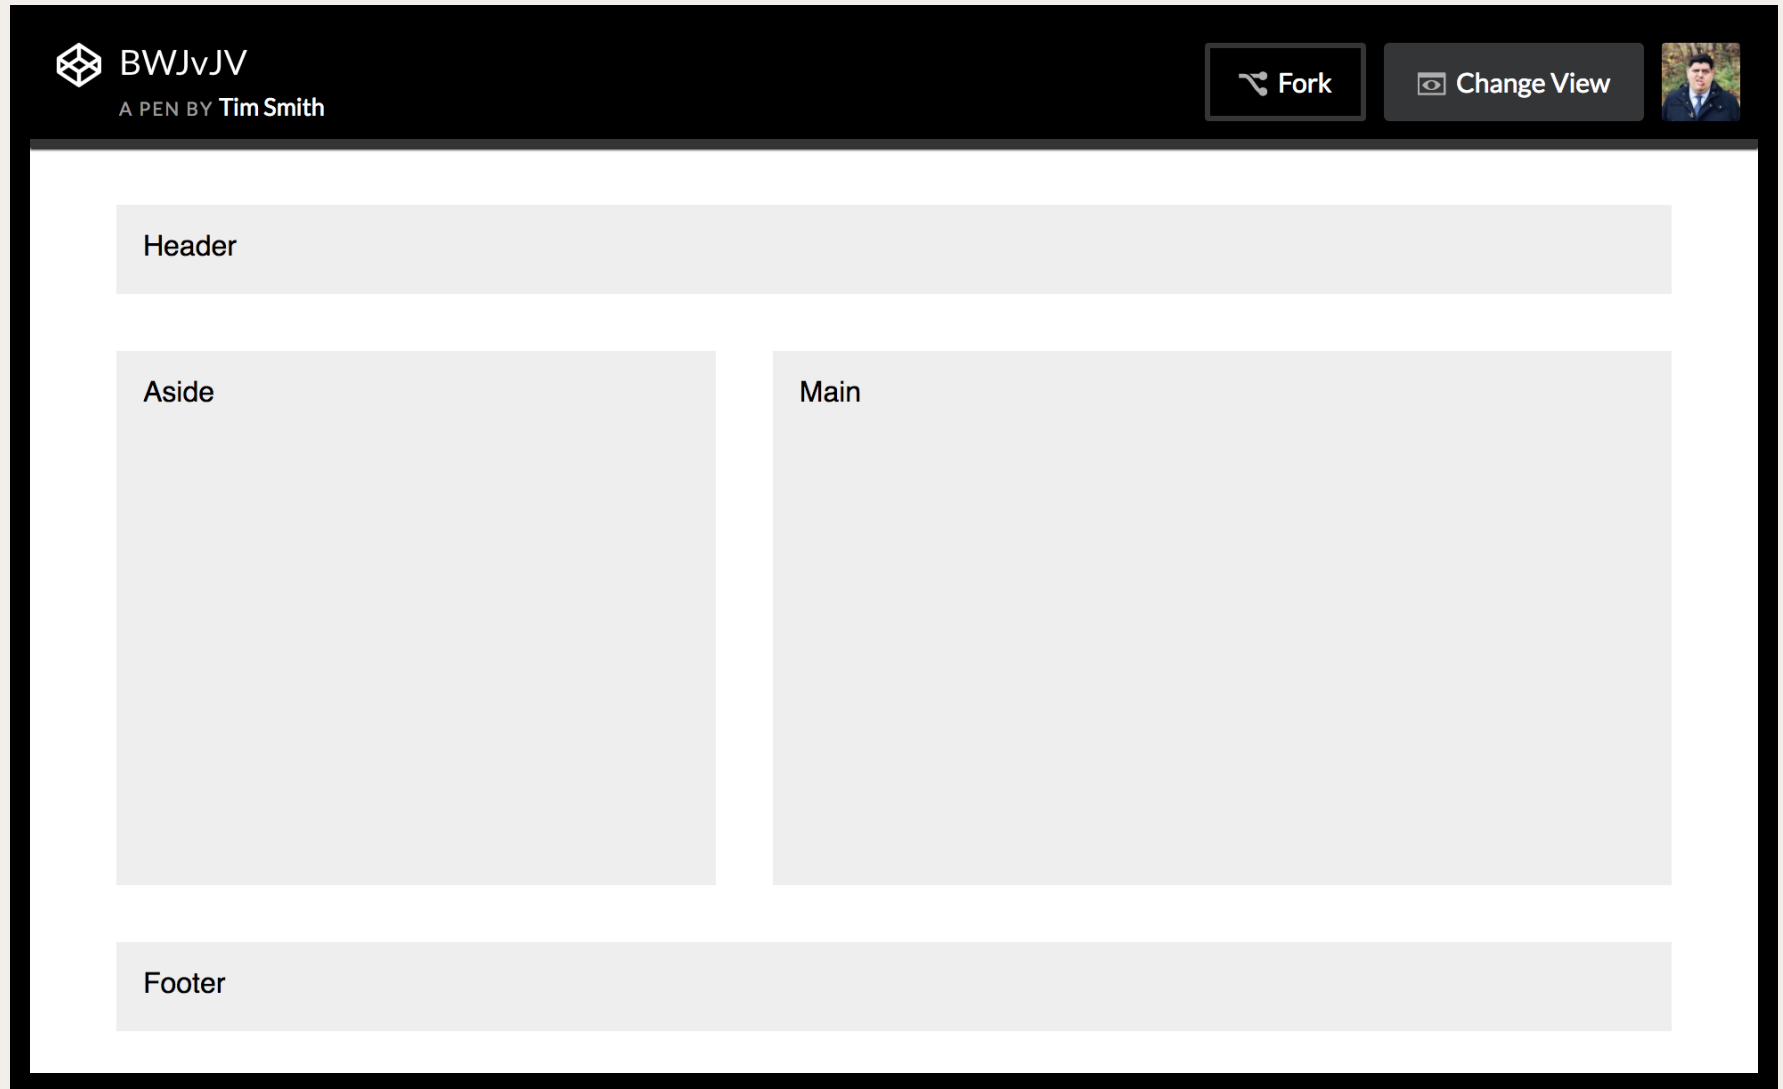 BWJvJV
A PEN BY Tim Smith
Fork
Change View
Header
Aside
Main
Footer